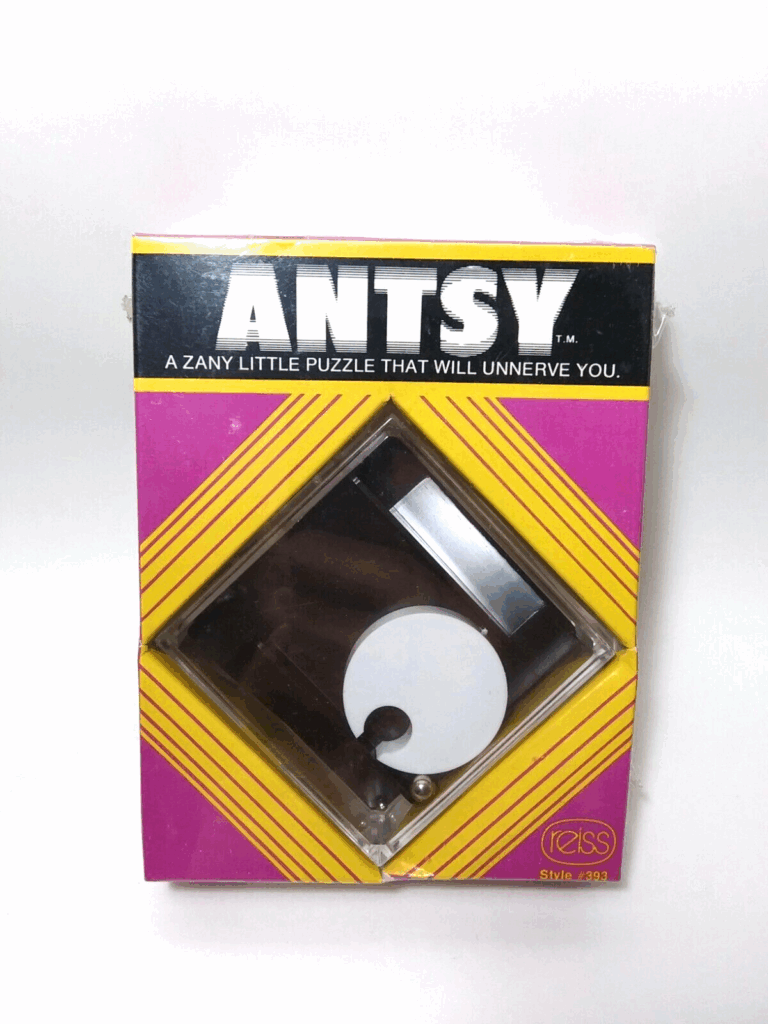 ANTSY T.M.
A ZANY LITTLE PUZZLE THAT WILL UNNERVE YOU.
reiss
Style #393